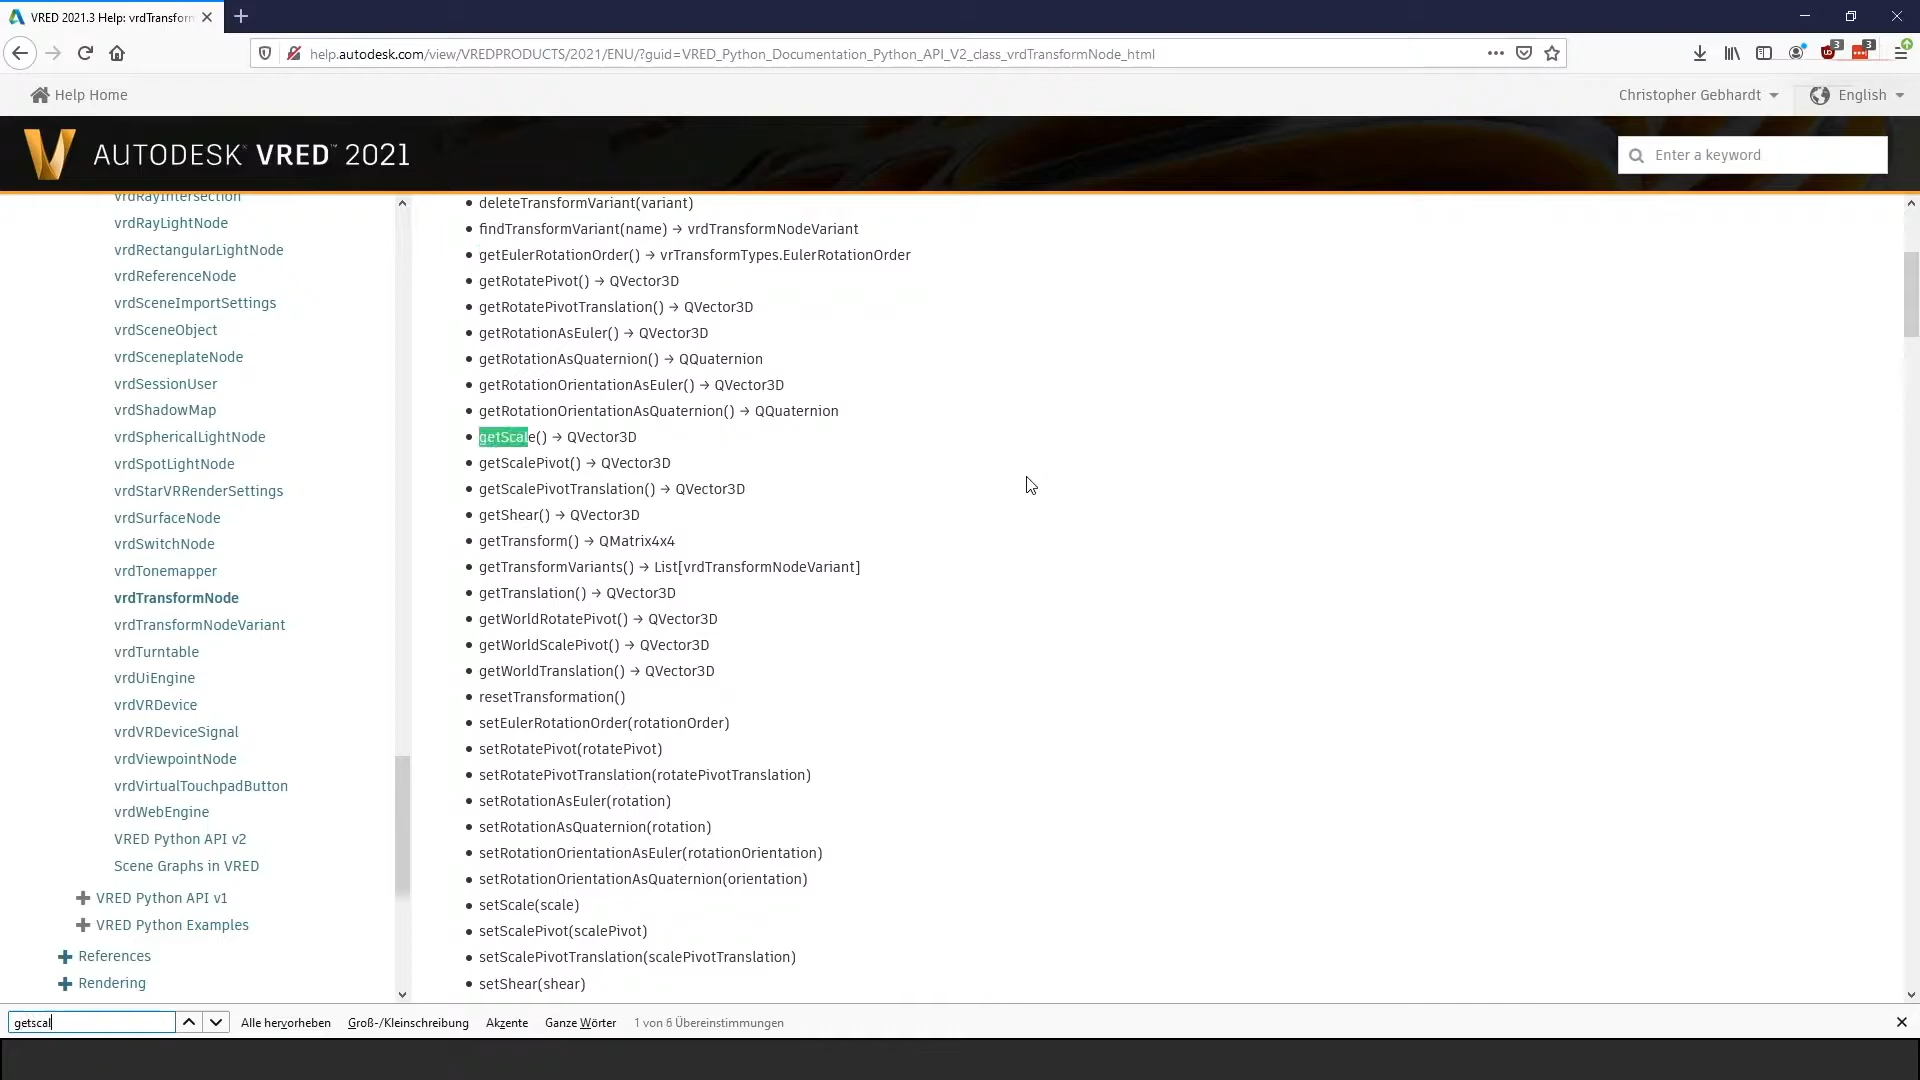 VRED 2021.3 Help: vrdTransform
help.autodesk.com/view/VREDPRODUCTS/2021/ENU/?guid=VRED_Python_Documentation_Python_API_V2_class_vrdTransformNode_html
3
3
Help Home
Christopher Gebhardt
English
AUTODESK VRED™ 2021
Enter a keyword
vrdRayIntersection
vrdRayLightNode
vrdRectangularLightNode
vrdReferenceNode
vrdSceneImportSettings
vrdSceneObject
vrdSceneplateNode
vrdSessionUser
vrdShadowMap
vrdSphericalLightNode
vrdSpotLightNode
vrdStarVRRenderSettings
vrdSurfaceNode
vrdSwitchNode
vrdTonemapper
vrdTransformNode
vrdTransformNodeVariant
vrdTurntable
vrdUiEngine
vrdVRDevice
vrdVRDeviceSignal
vrdViewpointNode
vrdVirtualTouchpadButton
vrdWebEngine
VRED Python API v2
Scene Graphs in VRED
VRED Python API v1
VRED Python Examples
References
Rendering
deleteTransformVariant(variant)
findTransformVariant(name) → vrdTransformNodeVariant
getEulerRotationOrder() → vrTransformTypes.EulerRotationOrder
getRotatePivot() → QVector3D
getRotatePivotTranslation() → QVector3D
getRotationAsEuler() → QVector3D
getRotationAsQuaternion() → QQuaternion
getRotationOrientationAsEuler() → QVector3D
getRotationOrientationAsQuaternion() → QQuaternion
getScale() → QVector3D
getScalePivot() → QVector3D
getScalePivotTranslation() → QVector3D
getShear() → QVector3D
getTransform() → QMatrix4x4
getTransformVariants() → List[vrdTransformNodeVariant]
getTranslation() → QVector3D
getWorldRotatePivot() → QVector3D
getWorldScalePivot() → QVector3D
getWorldTranslation() → QVector3D
resetTransformation()
setEulerRotationOrder(rotationOrder)
setRotatePivot(rotatePivot)
setRotatePivotTranslation(rotatePivotTranslation)
setRotationAsEuler(rotation)
setRotationAsQuaternion(rotation)
setRotationOrientationAsEuler(rotationOrientation)
setRotationOrientationAsQuaternion(orientation)
setScale(scale)
setScalePivot(scalePivot)
setScalePivotTranslation(scalePivotTranslation)
setShear(shear)
getscal
Alle hervorheben
Groß-/Kleinschreibung
Akzente
Ganze Wörter
1 von 6 Übereinstimmungen